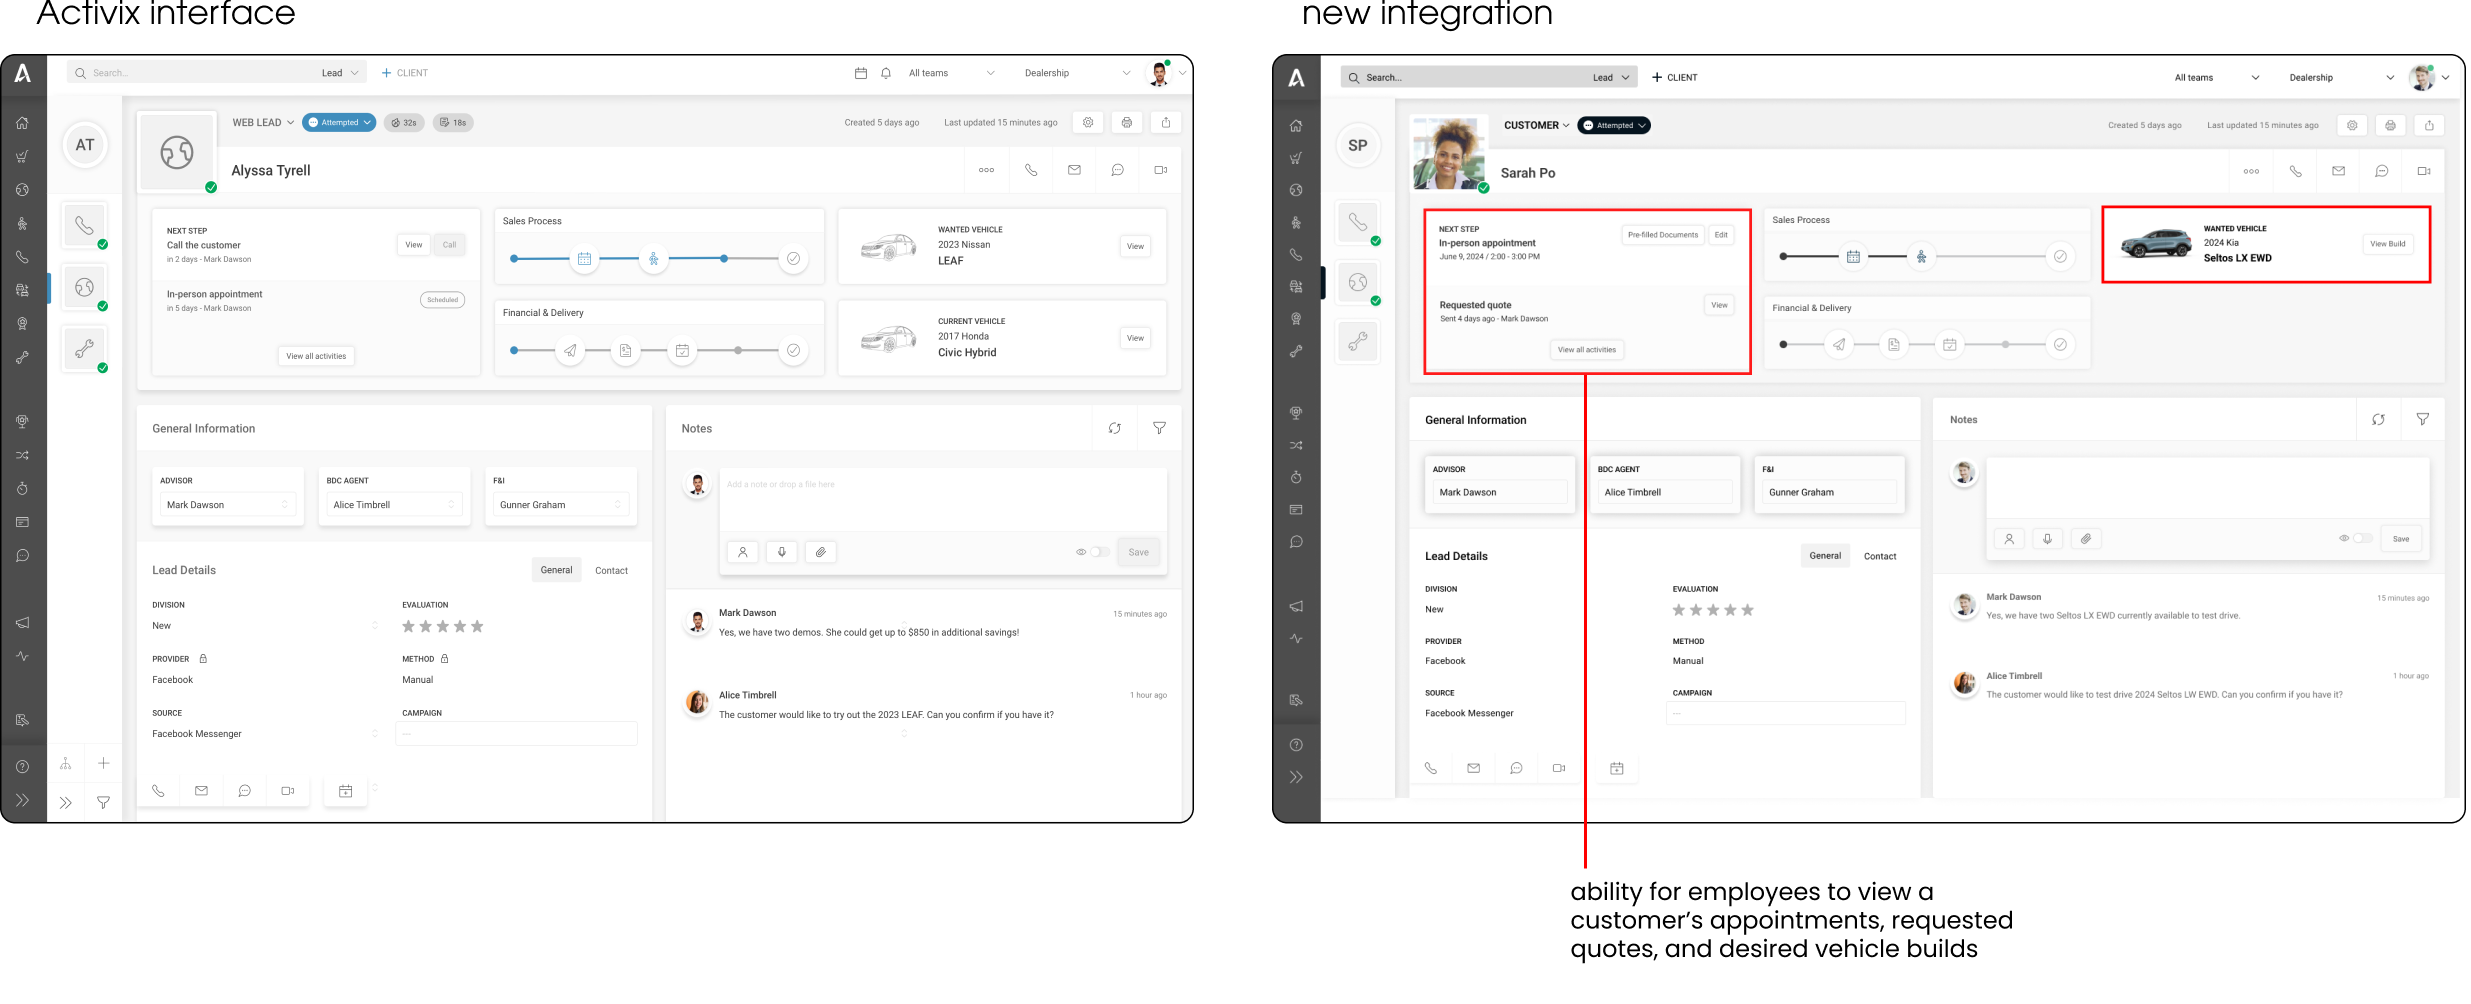 Activix interface
Search...
Lead
+ CLIENT
All teams
Dealership
AT
WEB LEAD
Attempted
32s
18s
Created 5 days ago
Last updated 15 minutes ago
Alyssa Tyrell
NEXT STEP
Call the customer
in 2 days - Mark Dawson
View
Call
In-person appointment
in 5 days - Mark Dawson
Scheduled
View all activities
Sales Process
Financial & Delivery
WANTED VEHICLE
2023 Nissan
LEAF
View
CURRENT VEHICLE
2017 Honda
Civic Hybrid
View
General Information
ADVISOR
Mark Dawson
BDC AGENT
Alice Timbrell
F&I
Gunner Graham
Lead Details
General
Contact
DIVISION
New
EVALUATION
PROVIDER
Facebook
METHOD
Manual
SOURCE
Facebook Messenger
CAMPAIGN
---
Notes
Add a note or drop a file here
Save
Mark Dawson
15 minutes ago
Yes, we have two demos. She could get up to $850 in additional savings!
Alice Timbrell
1 hour ago
The customer would like to try out the 2023 LEAF. Can you confirm if you have it?
new integration
Search...
Lead
+ CLIENT
All teams
Dealership
SP
CUSTOMER
Attempted
Created 5 days ago
Last updated 15 minutes ago
Sarah Po
NEXT STEP
In-person appointment
June 9, 2024 / 2:00 - 3:00 PM
Pre-filled Documents
Edit
Requested quote
Sent 4 days ago - Mark Dawson
View
View all activities
Sales Process
Financial & Delivery
WANTED VEHICLE
2024 Kia
Seltos LX EWD
View Build
General Information
ADVISOR
Mark Dawson
BDC AGENT
Alice Timbrell
F&I
Gunner Graham
Lead Details
General
Contact
DIVISION
New
EVALUATION
PROVIDER
Facebook
METHOD
Manual
SOURCE
Facebook Messenger
CAMPAIGN
---
Notes
Save
Mark Dawson
15 minutes ago
Yes, we have two Seltos LX EWD currently available to test drive.
Alice Timbrell
1 hour ago
The customer would like to test drive 2024 Seltos LW EWD. Can you confirm if you have it?
ability for employees to view a
customer's appointments, requested
quotes, and desired vehicle builds